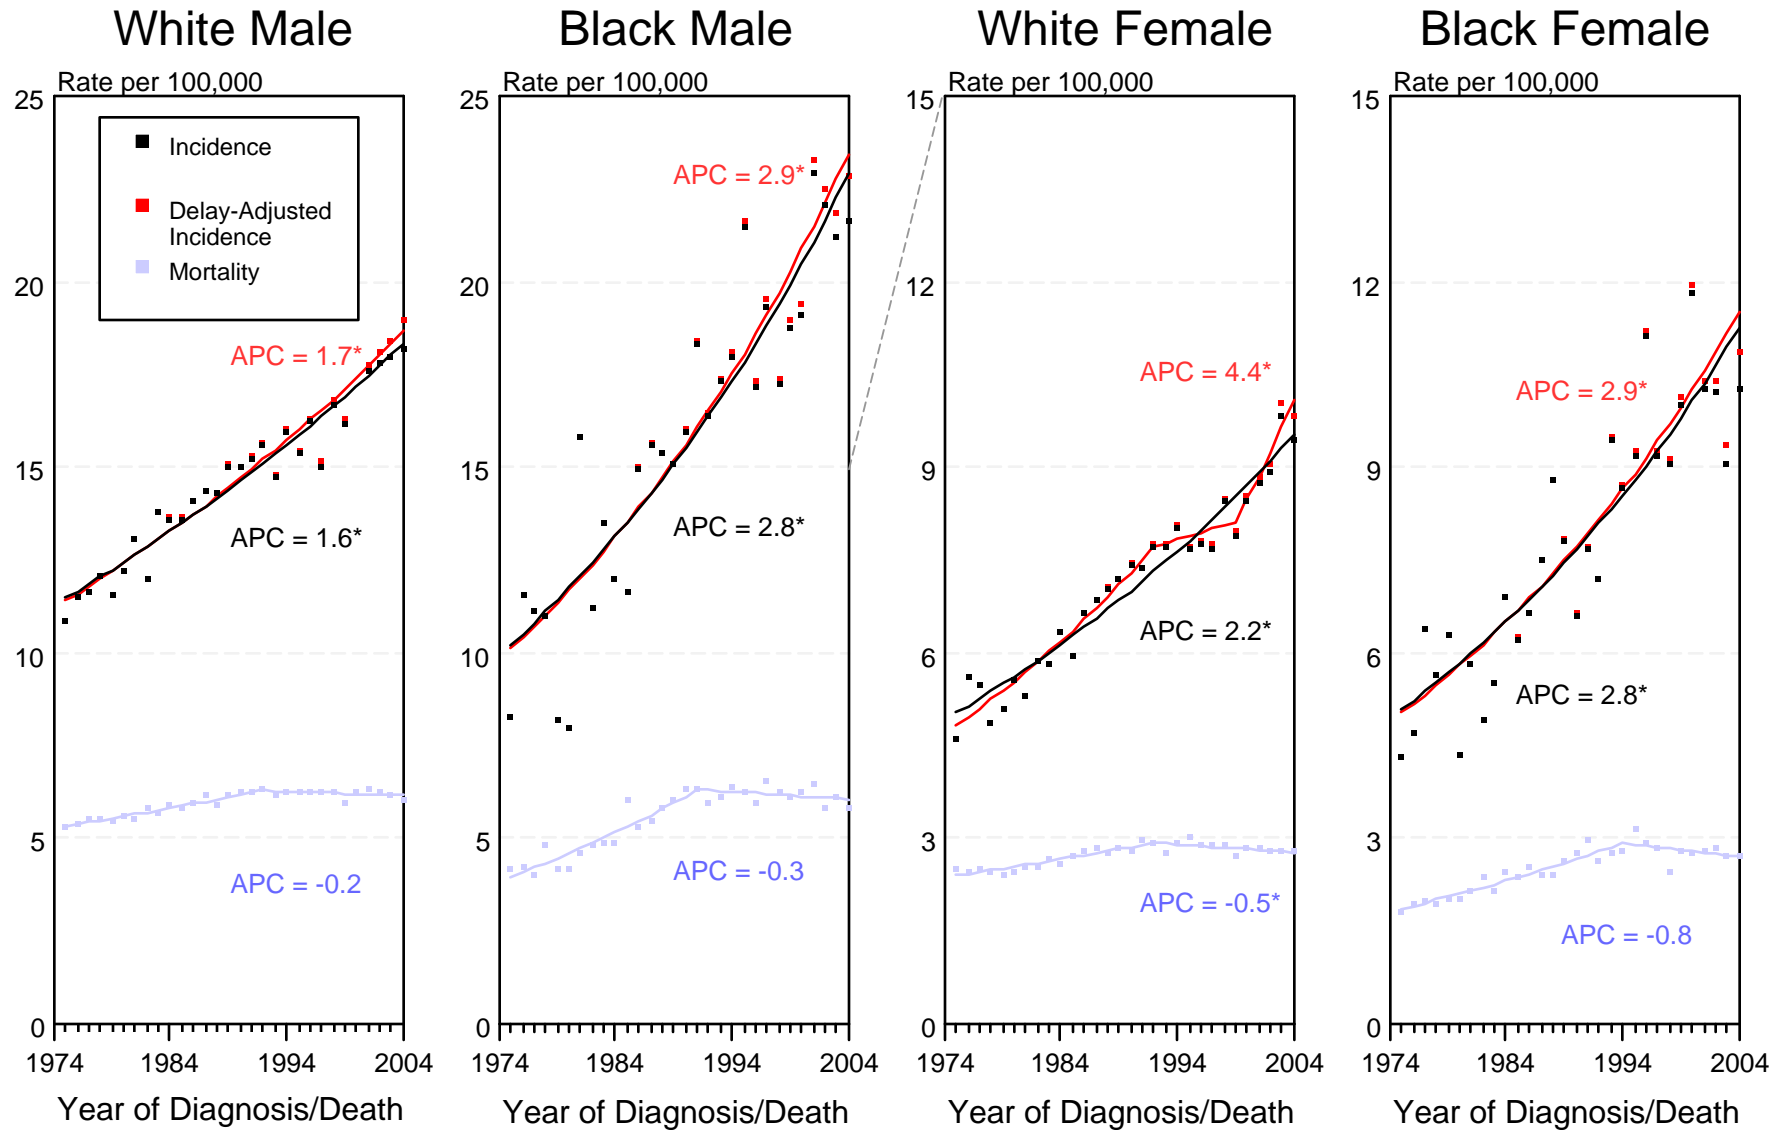 White Male
Black Male
White Female
Black Female
Rate per 100,000
25
20
15
10
5
0
Incidence
Delay-Adjusted
Incidence
Mortality
APC = 1.7*
APC = 1.6*
APC = -0.2
1974
1984
1994
2004
Year of Diagnosis/Death
Rate per 100,000
25
20
15
10
5
0
APC = 2.9*
APC = 2.8*
APC = -0.3
1974
1984
1994
2004
Year of Diagnosis/Death
Rate per 100,000
15
12
9
6
3
0
APC = 4.4*
APC = 2.2*
APC = -0.5*
1974
1984
1994
2004
Year of Diagnosis/Death
Rate per 100,000
15
12
9
6
3
0
APC = 2.9*
APC = 2.8*
APC = -0.8
1974
1984
1994
2004
Year of Diagnosis/Death